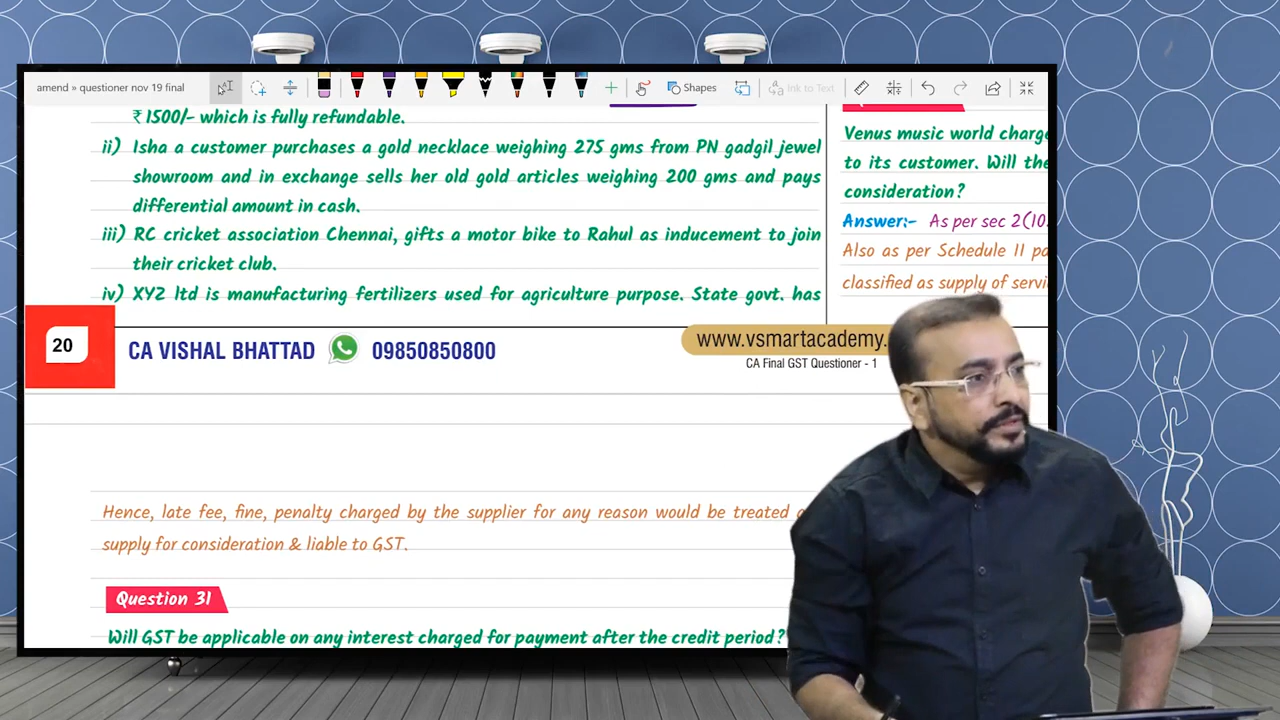 amend » questioner nov 19 final
Shapes
Ink to Text
₹ 1500/- which is fully refundable.
ii) Isha a customer purchases a gold necklace weighing 275 gms from PN gadgil jewel
showroom and in exchange sells her old gold articles weighing 200 gms and pays
differential amount in cash.
iii) RC cricket association Chennai, gifts a motor bike to Rahul as inducement to join
their cricket club.
iv) XYZ ltd is manufacturing fertilizers used for agriculture purpose. State govt. has
Venus music world charge
to its customer. Will the
consideration?
Answer:- As per sec 2(10
Also as per Schedule II pa
classified as supply of servi
20
CA VISHAL BHATTAD 09850850800
www.vsmartacademy.
CA Final GST Questioner - 1
Hence, late fee, fine, penalty charged by the supplier for any reason would be treated
supply for consideration & liable to GST.
Question 31
Will GST be applicable on any interest charged for payment after the credit period?